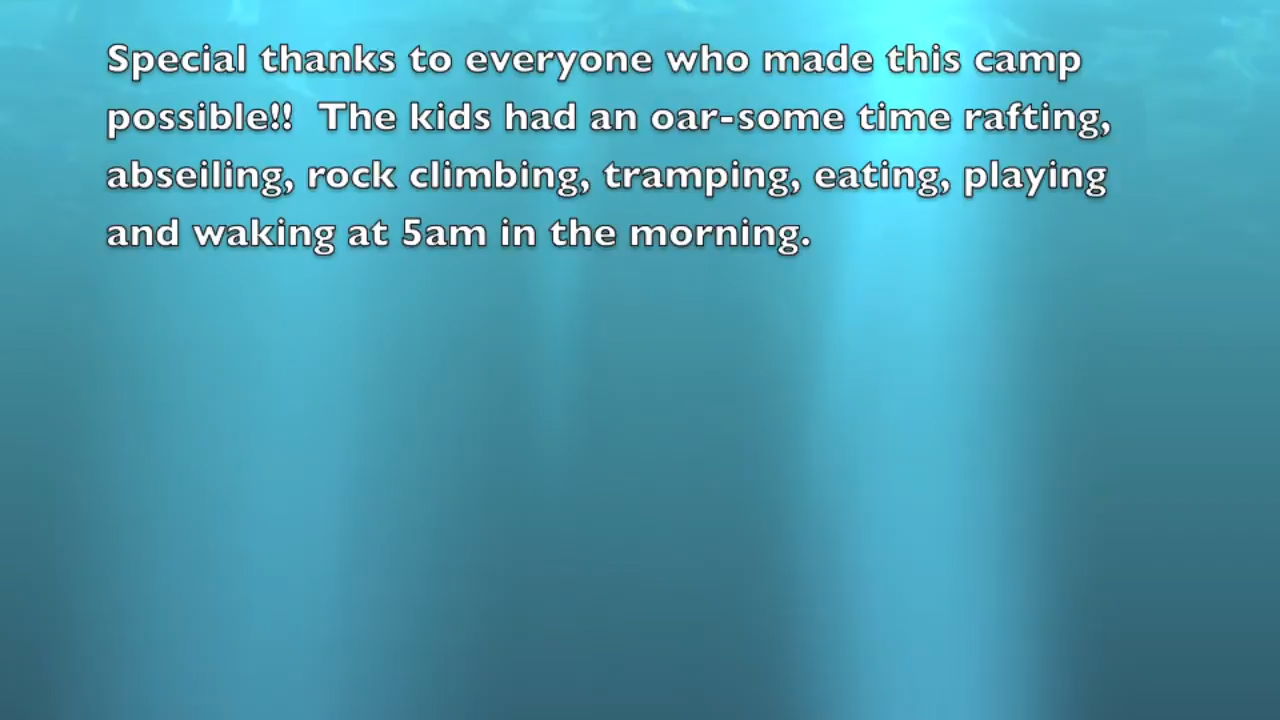 Special thanks to everyone who made this camp
possible!!  The kids had an oar-some time rafting,
abseiling, rock climbing, tramping, eating, playing
and waking at 5am in the morning.